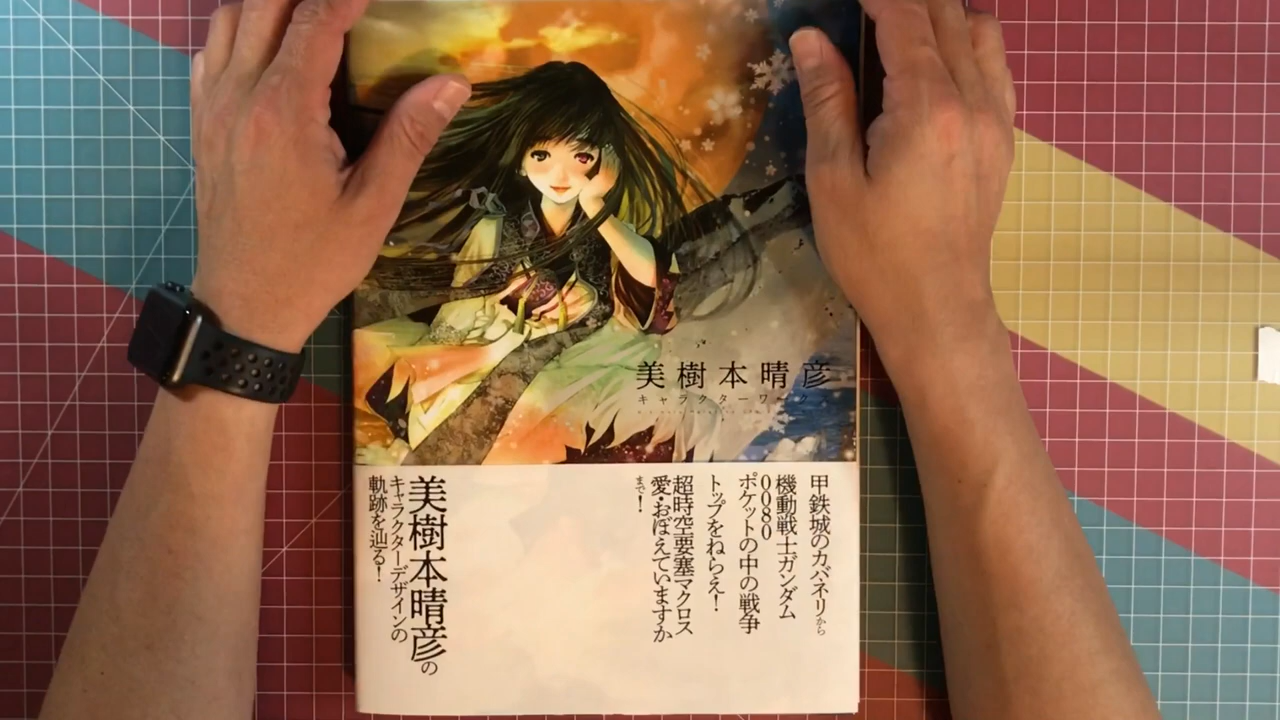 美樹本晴彦
キャラクターワーク
甲鉄城のカバネリから
機動戦士ガンダム
0080
ポケットの中の戦争
トップをねらえ!
超時空要塞マクロス
愛・おぼえていますか
まで!
美樹本晴彦の
キャラクターデザインの
軌跡を辿る!